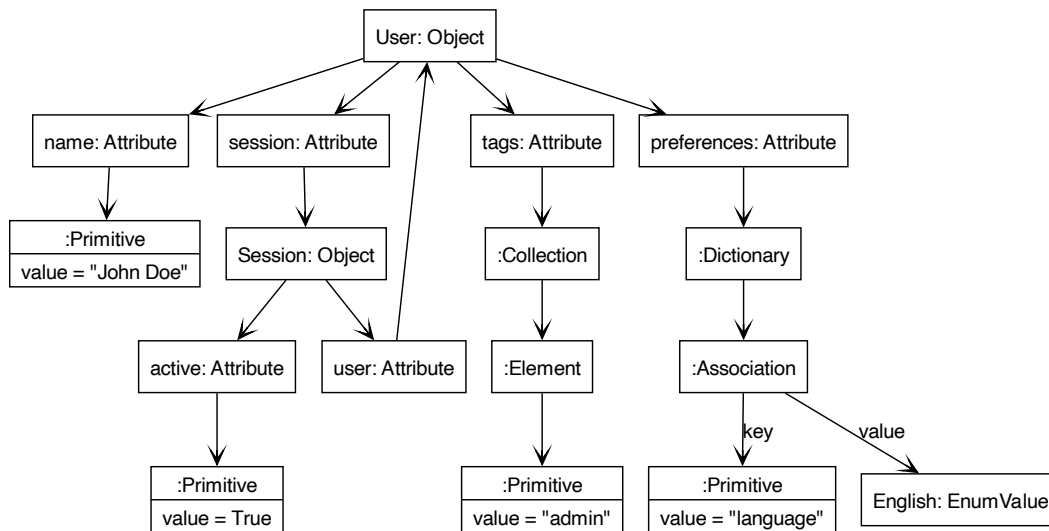 User: Object
name: Attribute
session: Attribute
tags: Attribute
preferences: Attribute
:Primitive
value = "John Doe"
Session: Object
:Collection
:Dictionary
active: Attribute
user: Attribute
:Element
:Association
key
value
:Primitive
value = True
:Primitive
value = "admin"
:Primitive
value = "language"
English: EnumValue